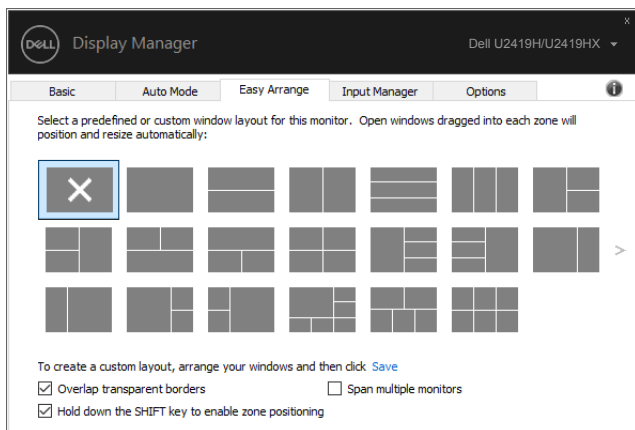 x
DELL Display Manager Dell U2419H/U2419HX
Basic Auto Mode Easy Arrange Input Manager Options i
Select a predefined or custom window layout for this monitor. Open windows dragged into each zone will
position and resize automatically:
>
To create a custom layout, arrange your windows and then click Save
Overlap transparent borders Span multiple monitors
Hold down the SHIFT key to enable zone positioning